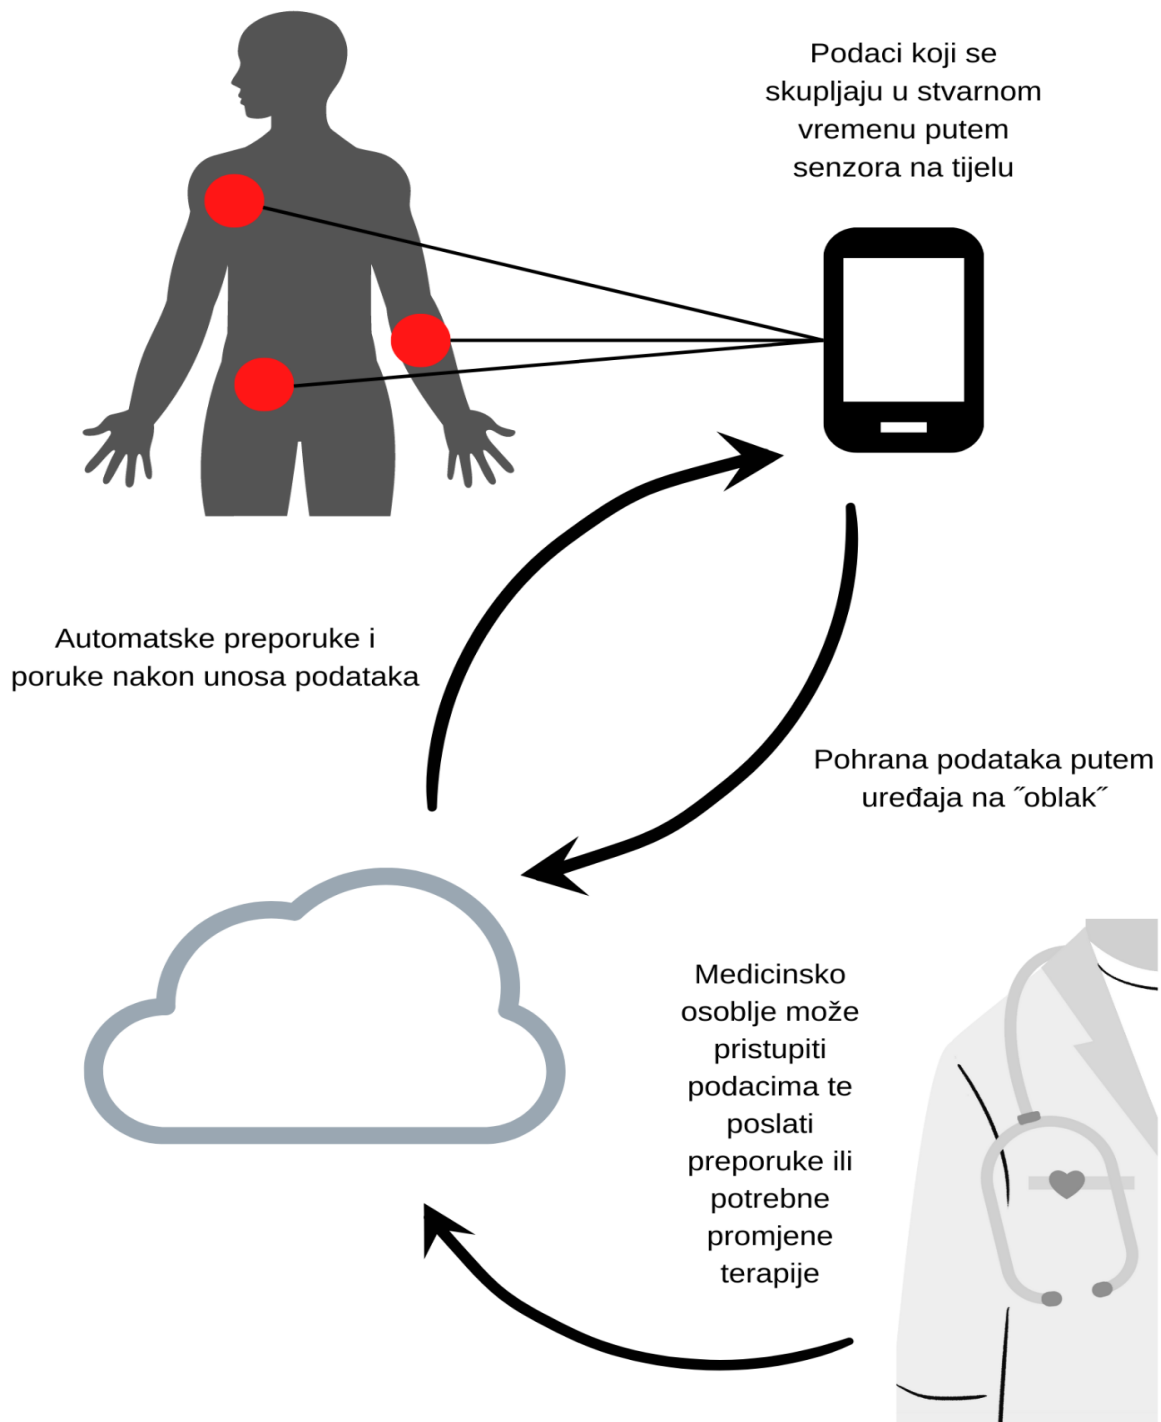 Podaci koji se
skupljaju u stvarnom
vremenu putem
senzora na tijelu
Automatske preporuke i
poruke nakon unosa podataka
Pohrana podataka putem
uređaja na ˝oblak˝
Medicinsko
osoblje može
pristupiti
podacima te
poslati
preporuke ili
potrebne
promjene
terapije